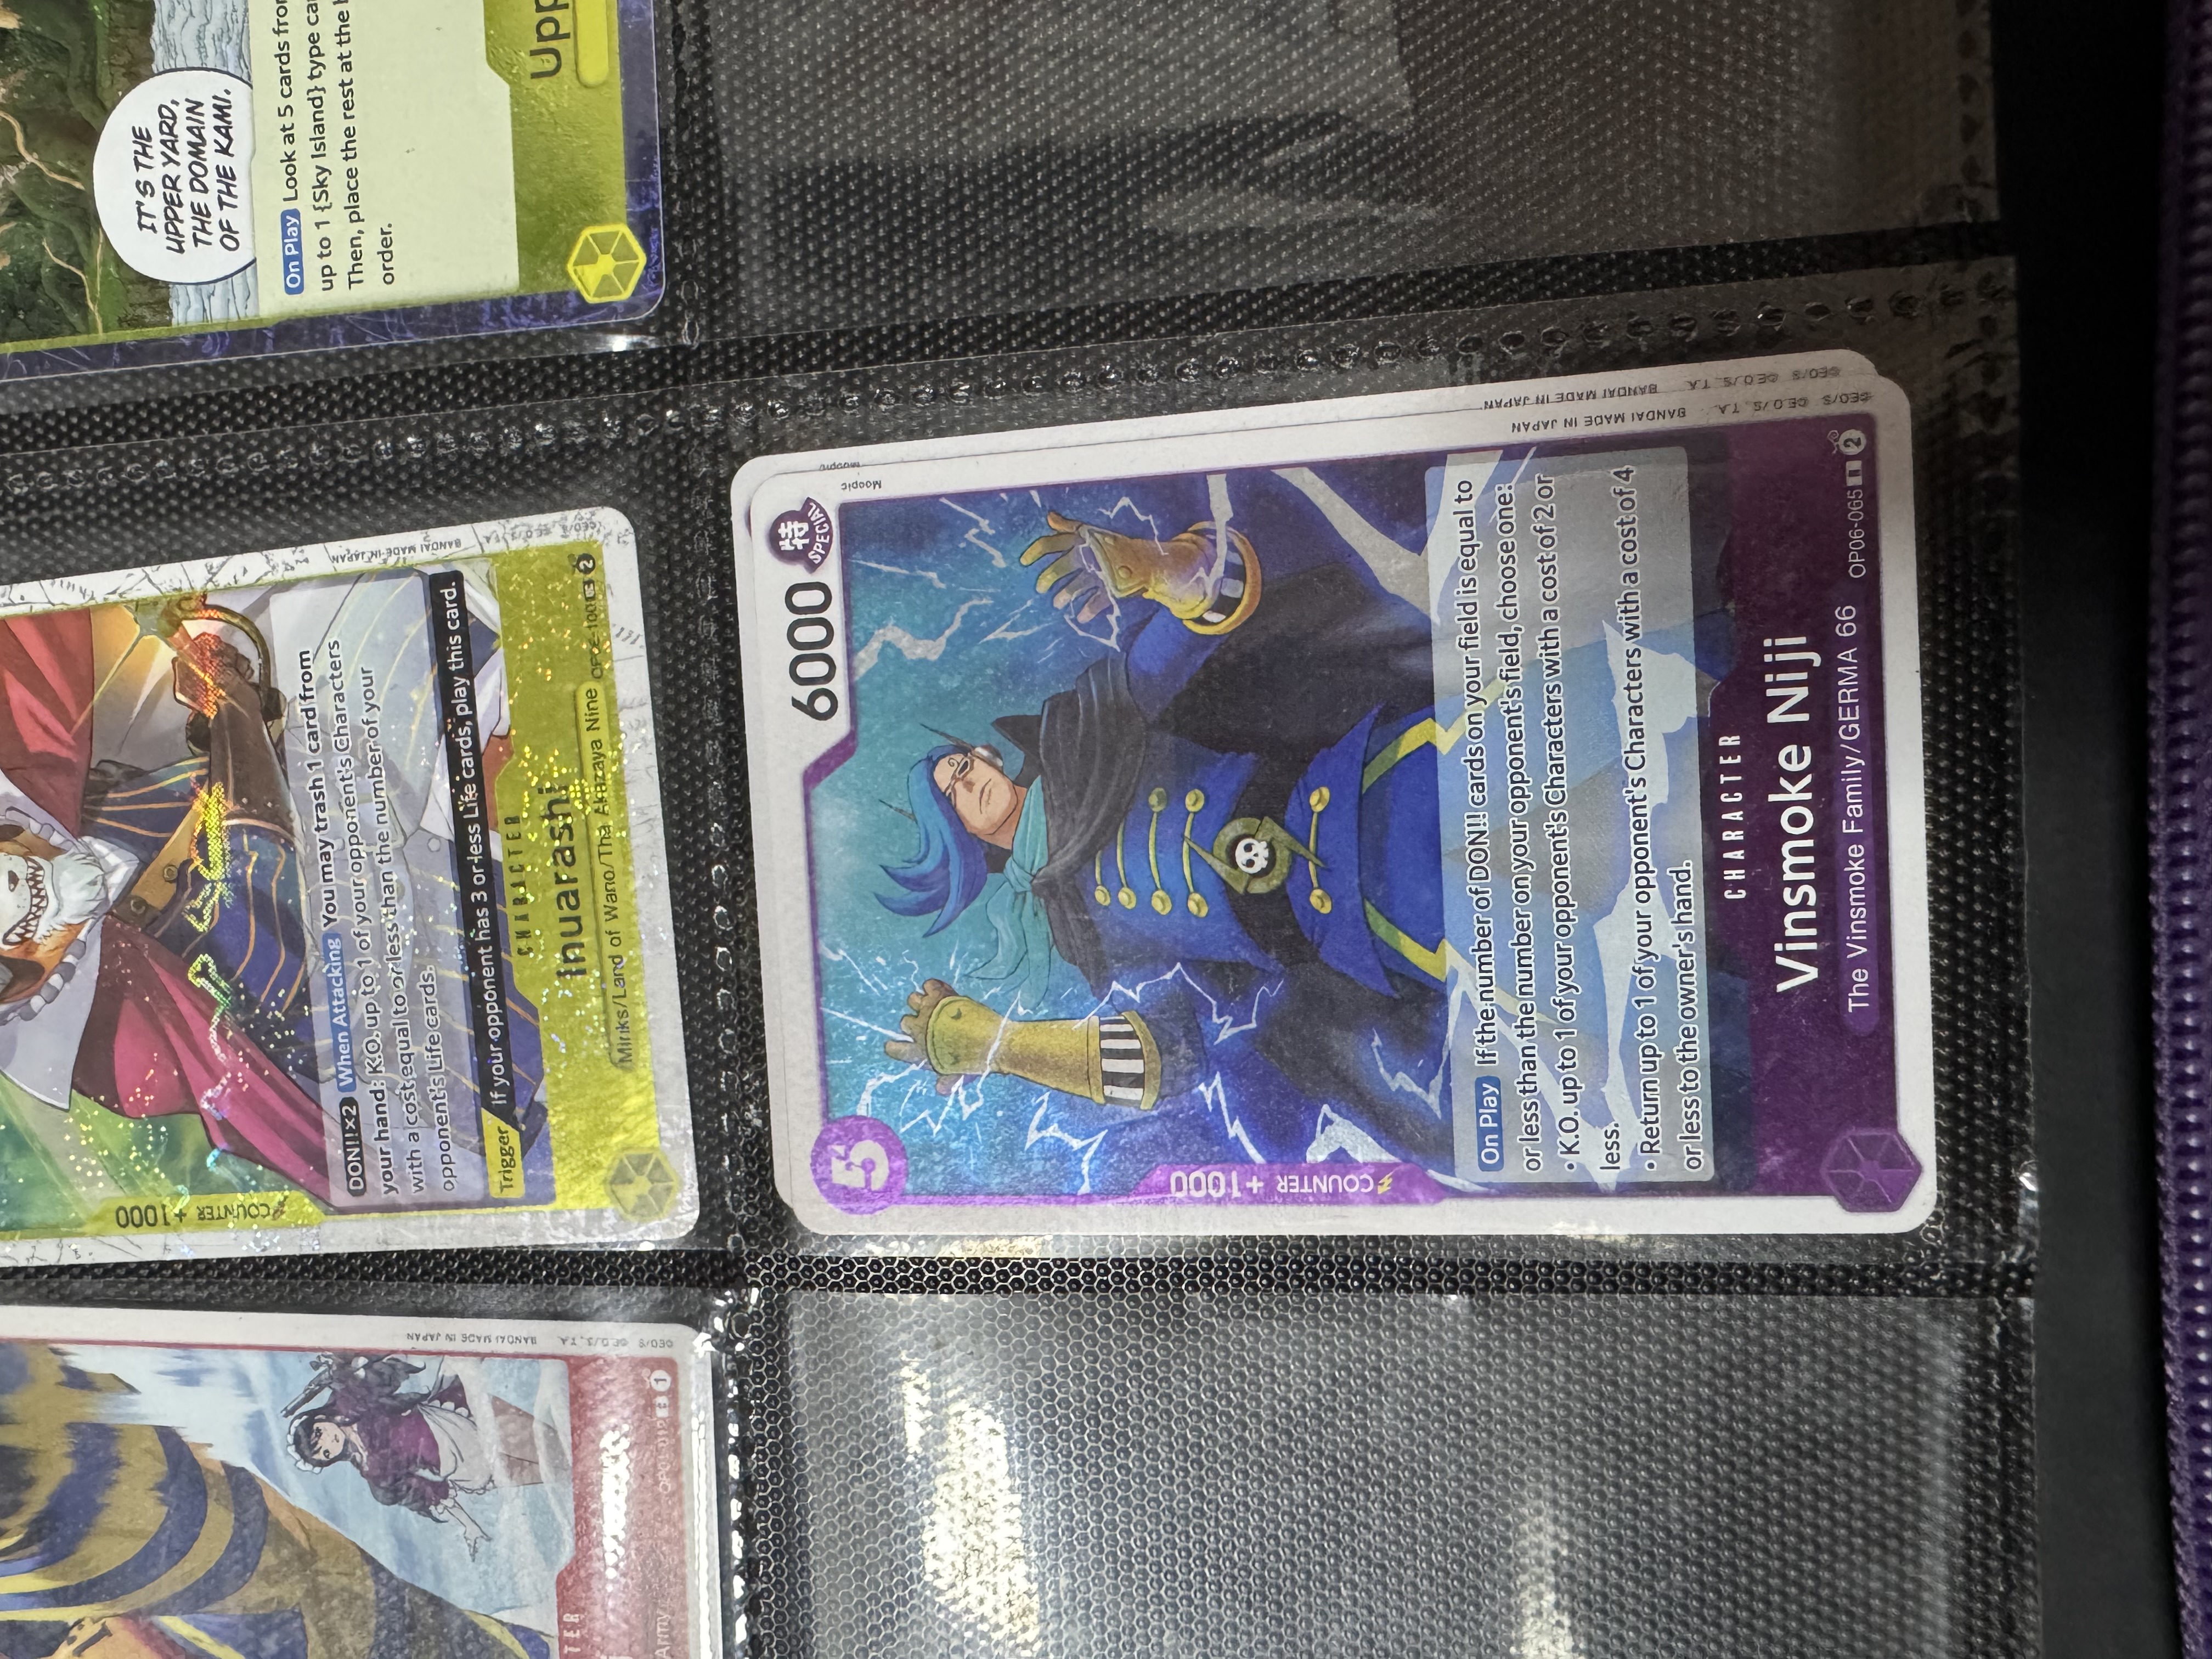 COUNTER +1000
DON!!×2 When Attacking You may trash 1 card from
your hand: K.O. up to 1 of your opponent's Characters
with a cost equal to or less than the number of your
opponent's Life cards.
Trigger If your opponent has 3 or less Life cards, play this card.
CHARACTER
Inuarashi
Minks/Land of Wano/The Akazaya Nine
2
BANDAI MADE IN JAPAN
TER
Army
1
BANDAI MADE IN JAPAN
IT'S THE
UPPER YARD,
THE DOMAIN
OF THE KAMI.
On Play Look at 5 cards
up to 1 {Sky Island} type
Then, place the rest at the
order.
Upp
5
6000
特
SPECIAL
Moopic
Moopic
COUNTER +1000
On Play If the number of DON!! cards on your field is equal to
or less than the number on your opponent's field, choose one:
• K.O. up to 1 of your opponent's Characters with a cost of 2 or
less.
• Return up to 1 of your opponent's Characters with a cost of 4
or less to the owner's hand.
CHARACTER
Vinsmoke Niji
The Vinsmoke Family/GERMA 66
OP06-065 R 2
©E.O/S. T.A. BANDAI MADE IN JAPAN
©E.O/S. T.A. BANDAI MADE IN JAPAN